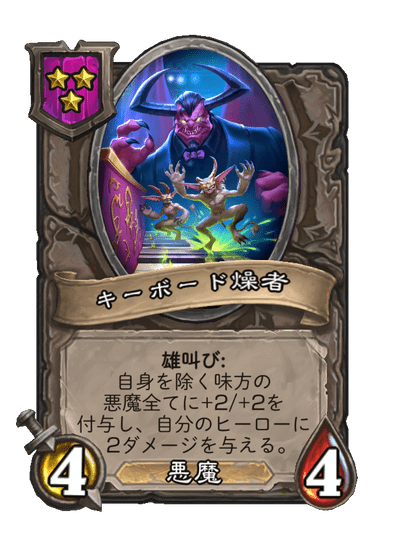 キーボード燥者
雄叫び:
自身を除く味方の
悪魔全てに+2/+2を
付与し、自分のヒーローに
2ダメージを与える。
4
悪魔
4